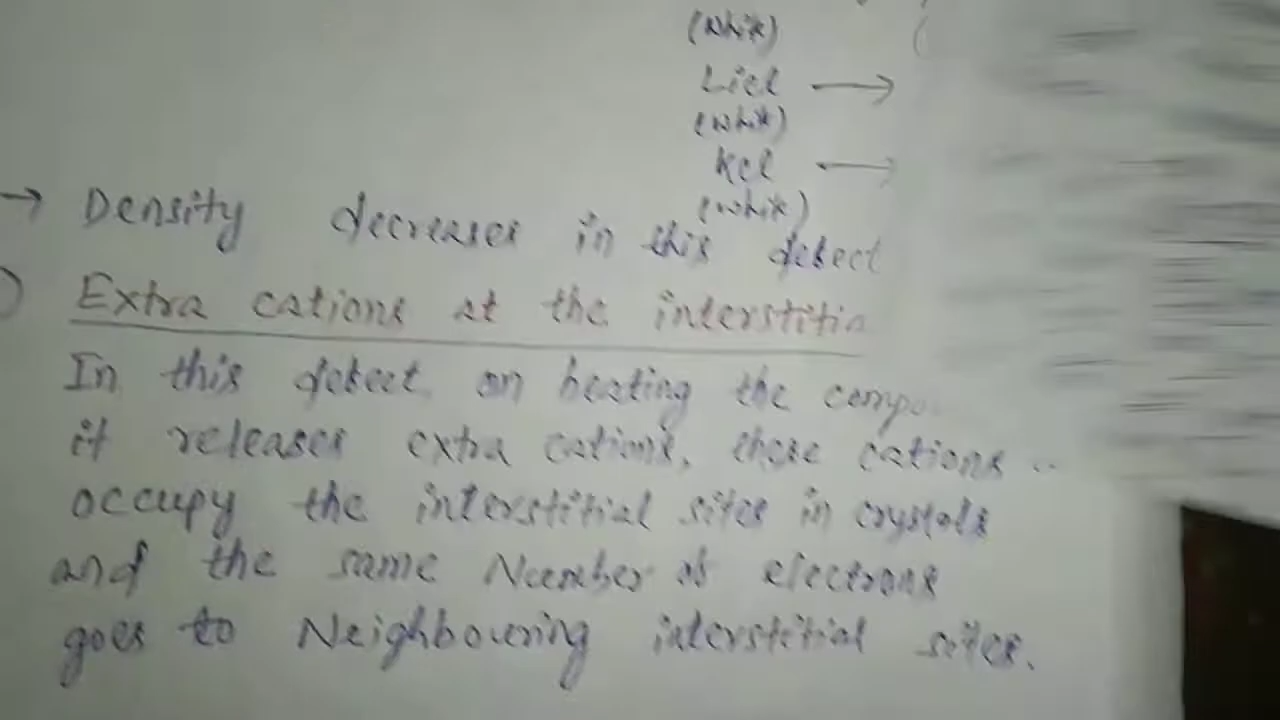 (White)
LiCl →
(White)
KCl →
(White)
→ Density decreases in this defect
) Extra cations at the interstitia
In this defect, on heating the compo
it releases extra cations, these cations ..
occupy the interstitial sites in crystals
and the same Number of electrons
goes to Neighbouring interstitial sites.